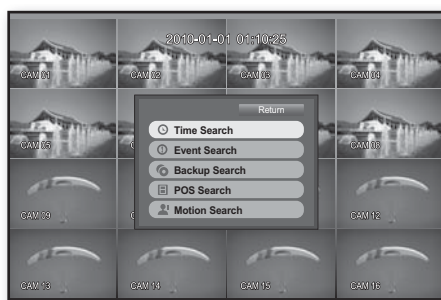 2010-01-01 01:10:25
CAM 01
CAM 02
CAM 03
CAM 04
Return
Time Search
CAM 05
Event Search
CAM 08
Backup Search
POS Search
CAM 09
Motion Search
CAM 12
CAM 13
CAM 14
CAM 15
CAM 16